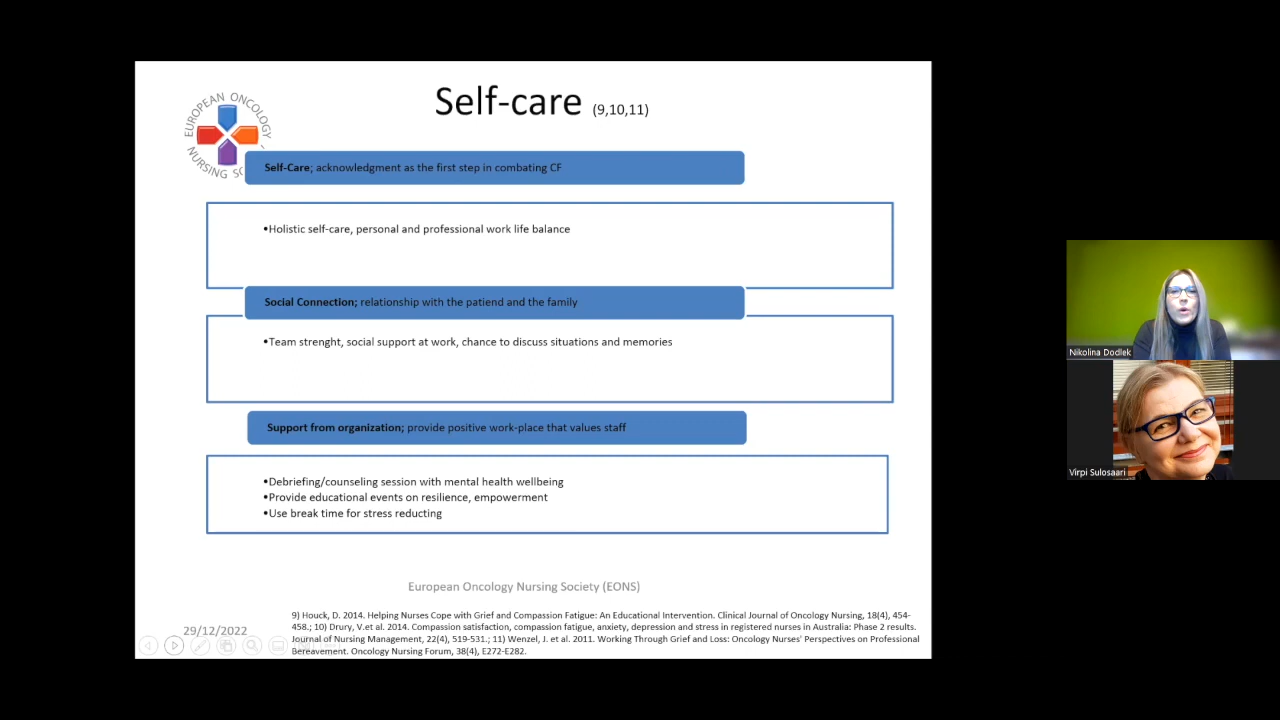 Self-care (9,10,11)
EUROPEAN ONCOLOGY
NURSING SOC
Self-Care; acknowledgment as the first step in combating CF
•Holistic self-care, personal and professional work life balance
Social Connection; relationship with the patiend and the family
•Team strenght, social support at work, chance to discuss situations and memories
Support from organization; provide positive work-place that values staff
•Debriefing/counseling session with mental health wellbeing
•Provide educational events on resilience, empowerment
•Use break time for stress reducting
European Oncology Nursing Society (EONS)
29/12/2022
9) Houck, D. 2014. Helping Nurses Cope with Grief and Compassion Fatigue: An Educational Intervention. Clinical Journal of Oncology Nursing, 18(4), 454-
458.; 10) Drury, V.et al. 2014. Compassion satisfaction, compassion fatigue, anxiety, depression and stress in registered nurses in Australia: Phase 2 results.
Journal of Nursing Management, 22(4), 519-531.; 11) Wenzel, J. et al. 2011. Working Through Grief and Loss: Oncology Nurses' Perspectives on Professional
Bereavement. Oncology Nursing Forum, 38(4), E272-E282.
Nikolina Dodlek
Virpi Sulosaari